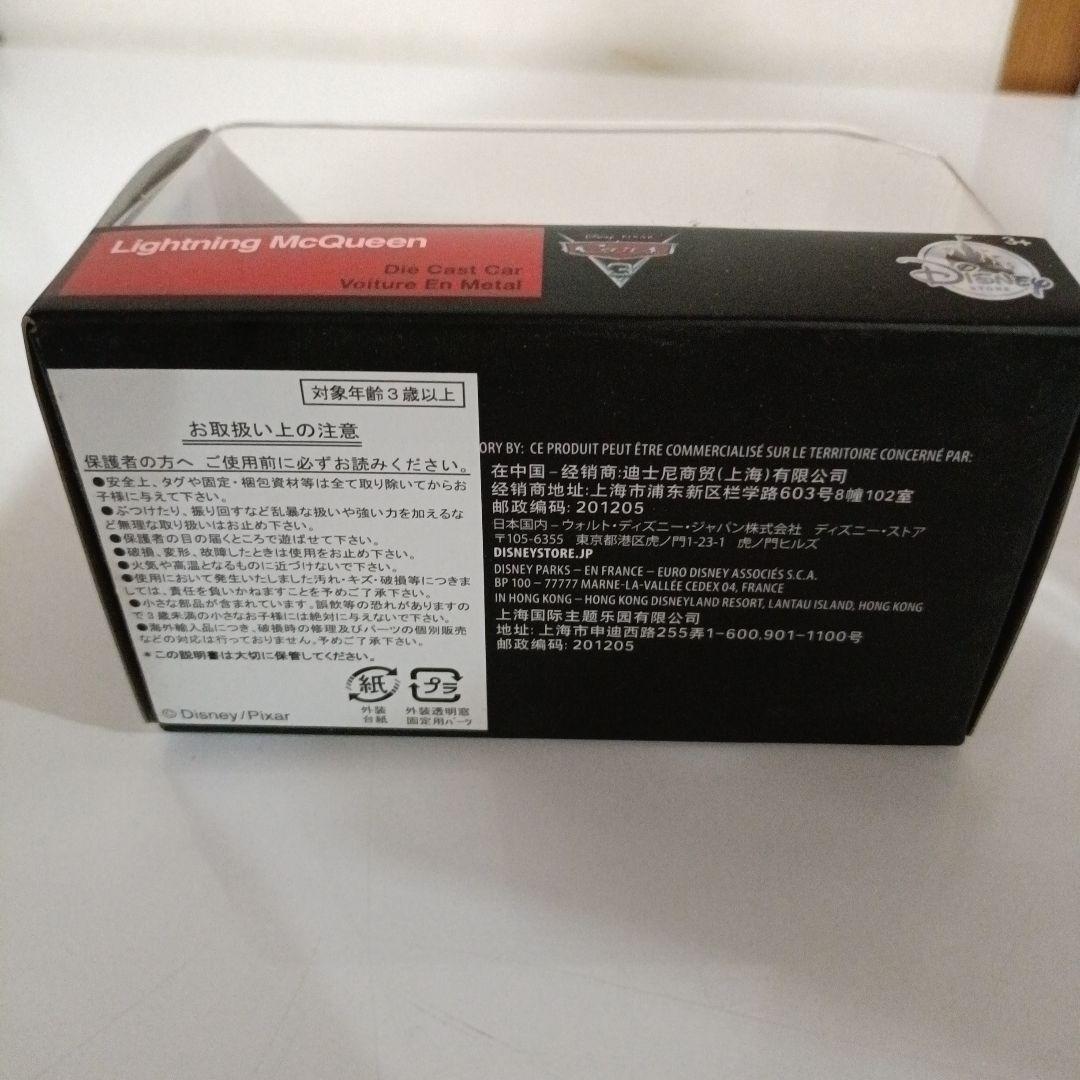 Lightning McQueen
Die Cast Car
Voiture En Metal
Disney PIXAR
Cars
3
3+
Disney
STORE
対象年齢3歳以上
お取扱い上の注意
保護者の方へ ご使用前に必ずお読みください。
●安全上、タグや固定・梱包資材等は全て取り除いてからお
子様に与えて下さい。
●ぶつけたり、振り回すなど乱暴な扱いや強い力を加えるな
ど無理な取り扱いはお止め下さい。
●保護者の目の届くところで遊ばせて下さい。
●破損、変形、故障したときは使用をお止め下さい。
●火気や高温となるものに近づけないで下さい。
●使用において発生いたしました汚れ・キズ・破損等につきま
しては、責任を負いかねますことを予めご了承下さい。
●小さな部品が含まれています。誤飲等の恐れがありますの
で3歳未満の小さなお子様には絶対に与えないで下さい。
●海外輸入品につき、破損時の修理及びパーツの個別販売
などの対応は行っておりません。予めご了承下さい。
＊この説明書は大切に保管してください。
紙
プラ
外装
台紙
外装透明窓
固定用パーツ
© Disney/Pixar
ORY BY: CE PRODUIT PEUT ÊTRE COMMERCIALISÉ SUR LE TERRITOIRE CONCERNÉ PAR:
在中国－经销商:迪士尼商贸(上海)有限公司
经销商地址:上海市浦东新区栏学路603号8幢102室
邮政编码: 201205
日本国内－ウォルト・ディズニー・ジャパン株式会社 ディズニー・ストア
〒105-6355 東京都港区虎ノ門1-23-1 虎ノ門ヒルズ
DISNEYSTORE.JP
DISNEY PARKS – EN FRANCE – EURO DISNEY ASSOCIÉS S.C.A.
BP 100 – 77777 MARNE-LA-VALLÉE CEDEX 04, FRANCE
IN HONG KONG – HONG KONG DISNEYLAND RESORT, LANTAU ISLAND, HONG KONG
上海国际主题乐园有限公司
地址: 上海市申迪西路255弄1-600,901-1100号
邮政编码: 201205